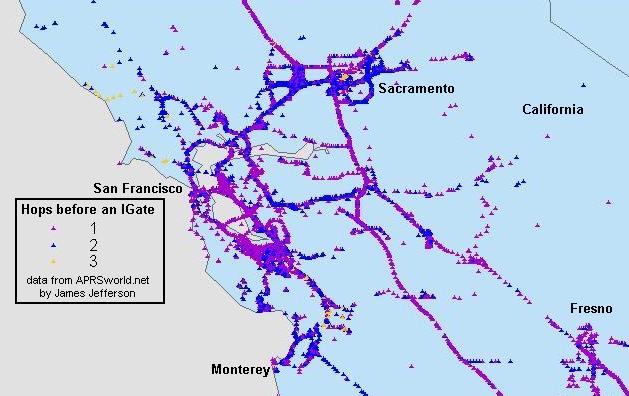 Sacramento
California
San Francisco
Hops before an IGate
1
2
3
data from APRSworld.net
by James Jefferson
Fresno
Monterey